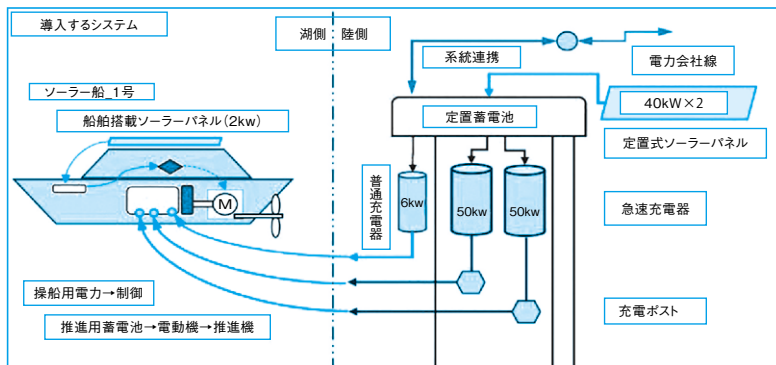 導入するシステム
湖側 陸側
系統連携
電力会社線
ソーラー船_1号
船舶搭載ソーラーパネル(2kw)
40kW×2
定置蓄電池
定置式ソーラーパネル
普通充電器
6kw
50kw
50kw
急速充電器
M
操船用電力→制御
充電ポスト
推進用蓄電池→電動機→推進機